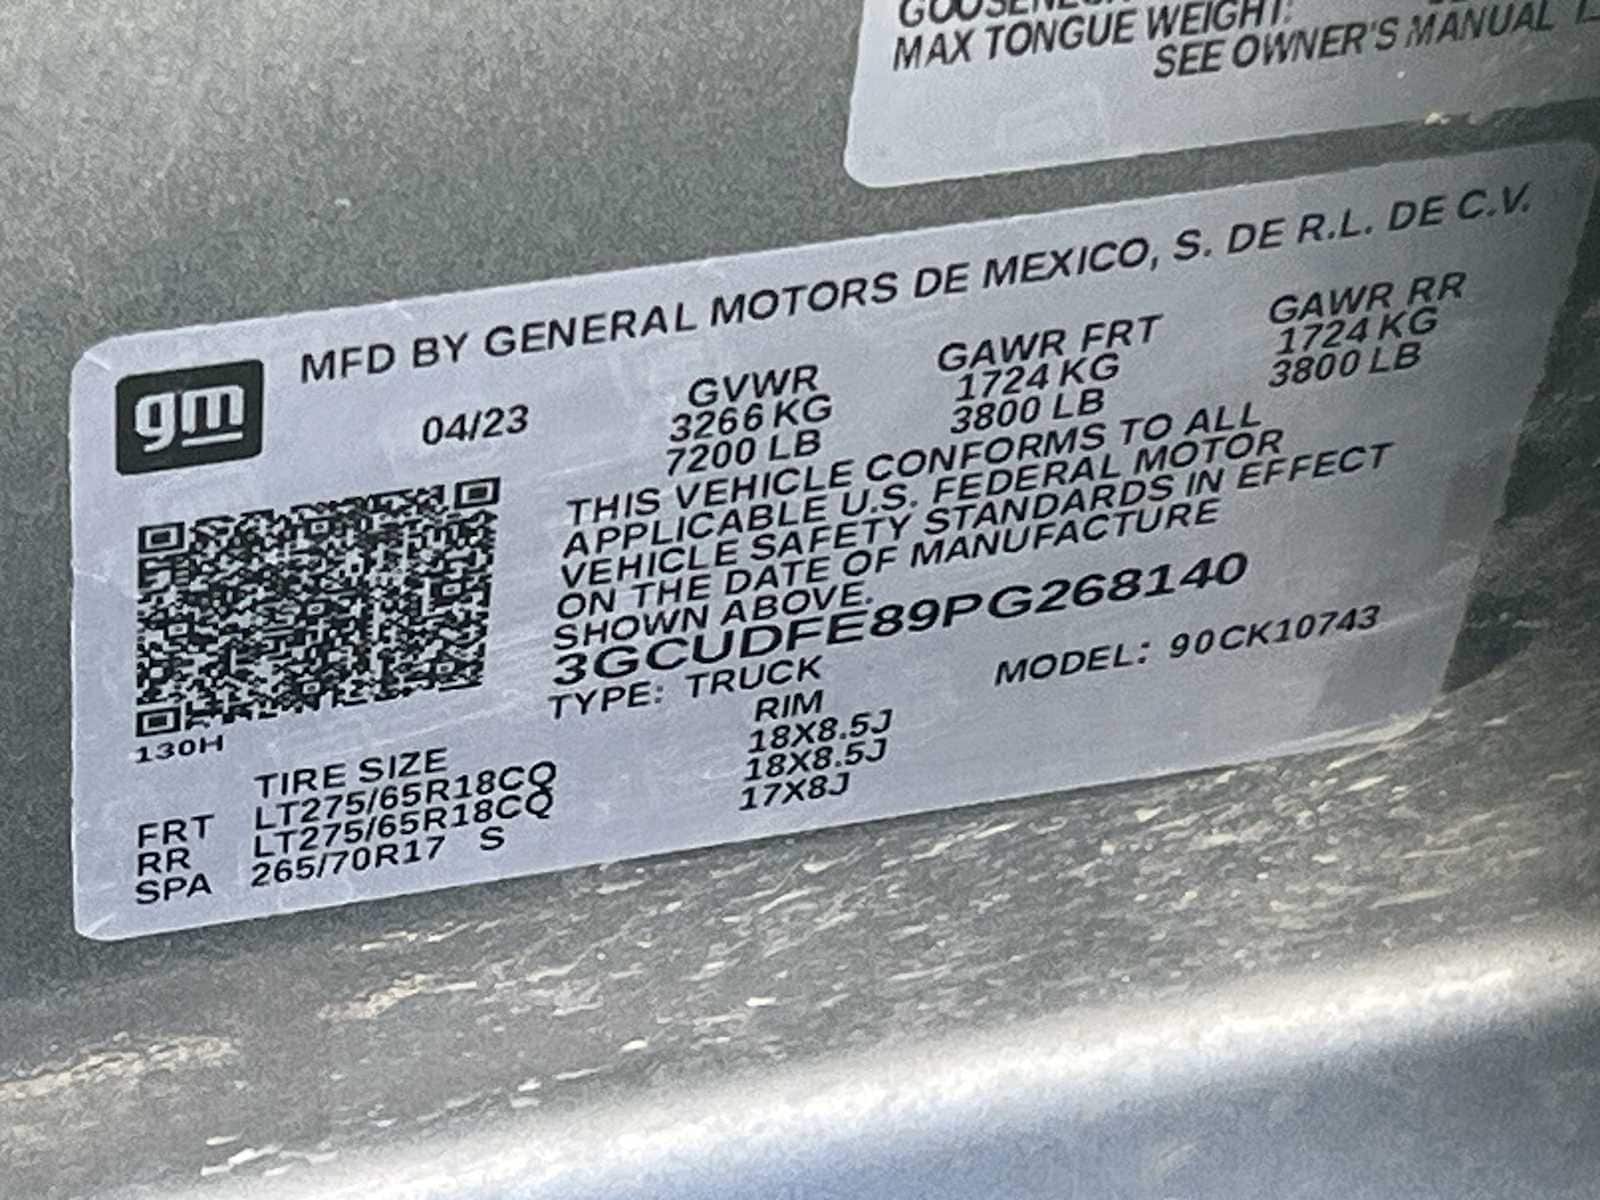 MAX TONGUE WEIGHT:
SEE OWNER'S MANUAL
MFD BY GENERAL MOTORS DE MEXICO, S. DE R.L. DE C.V.
gm
04/23
GVWR GAWR FRT GAWR RR
3266 KG 1724 KG 1724 KG
7200 LB 3800 LB 3800 LB
THIS VEHICLE CONFORMS TO ALL
APPLICABLE U.S. FEDERAL MOTOR
VEHICLE SAFETY STANDARDS IN EFFECT
ON THE DATE OF MANUFACTURE
SHOWN ABOVE.
3GCUDFE89PG268140
TYPE: TRUCK MODEL: 90CK10743
130H
TIRE SIZE RIM
FRT LT275/65R18CQ 18X8.5J
RR LT275/65R18CQ 18X8.5J
SPA 265/70R17 S 17X8J